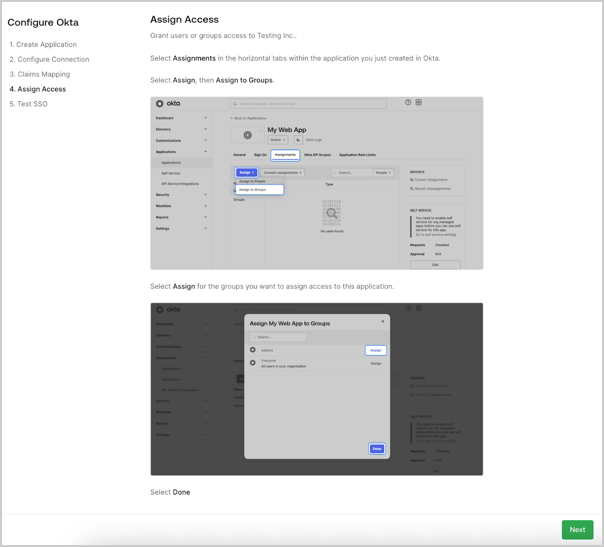 Configure Okta
1. Create Application
2. Configure Connection
3. Claims Mapping
4. Assign Access
5. Test SSO
Assign Access
Grant users or groups access to Testing Inc..
Select Assignments in the horizontal tabs within the application you just created in Okta.
Select Assign, then Assign to Groups.
okta
Dashboard
Directory
Customizations
Applications
Applications
Self Service
API Service Integrations
Security
Workflow
Reports
Settings
Back to Applications
My Web App
Active
View Logs
General Sign On Assignments Okta API Scopes Application Rate Limits
Assign Convert assignments Search... People
Assign to People
Assign to Groups
Groups
Type
No users found
REPORTS
Current Assignments
Recent Unassignments
SELF SERVICE
You need to enable self
service for org managed
apps before you can use self
service for this app.
Go to self service settings
Requests Disabled
Approval N/A
Edit
Select Assign for the groups you want to assign access to this application.
okta
Assign My Web App to Groups
Search...
Assign
Everyone
All users in your organization
Assign
Done
Select Done
Next